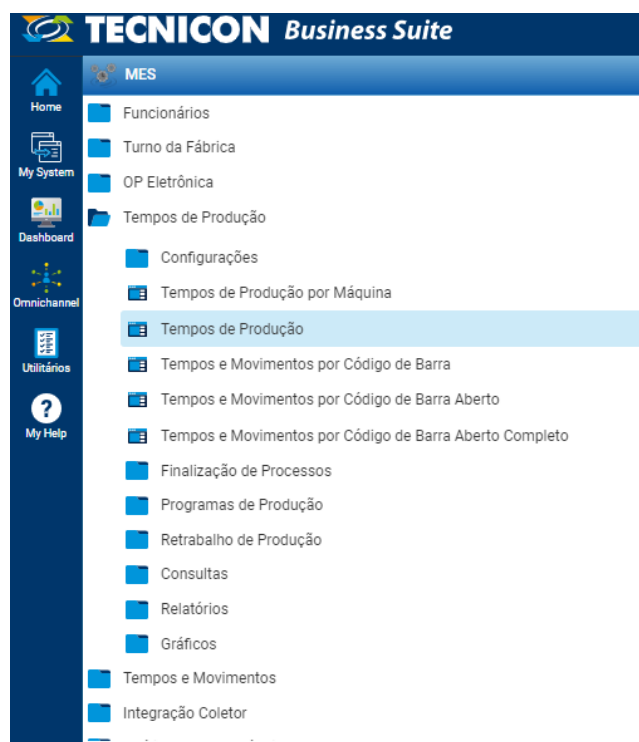 TECNICON Business Suite
MES
Home
Funcionários
Turno da Fábrica
My System
OP Eletrônica
Tempos de Produção
Dashboard
Configurações
Tempos de Produção por Máquina
Omnichannel
Tempos de Produção
Tempos e Movimentos por Código de Barra
Utilitários
Tempos e Movimentos por Código de Barra Aberto
?
My Help
Tempos e Movimentos por Código de Barra Aberto Completo
Finalização de Processos
Programas de Produção
Retrabalho de Produção
Consultas
Relatórios
Gráficos
Tempos e Movimentos
Integração Coletor